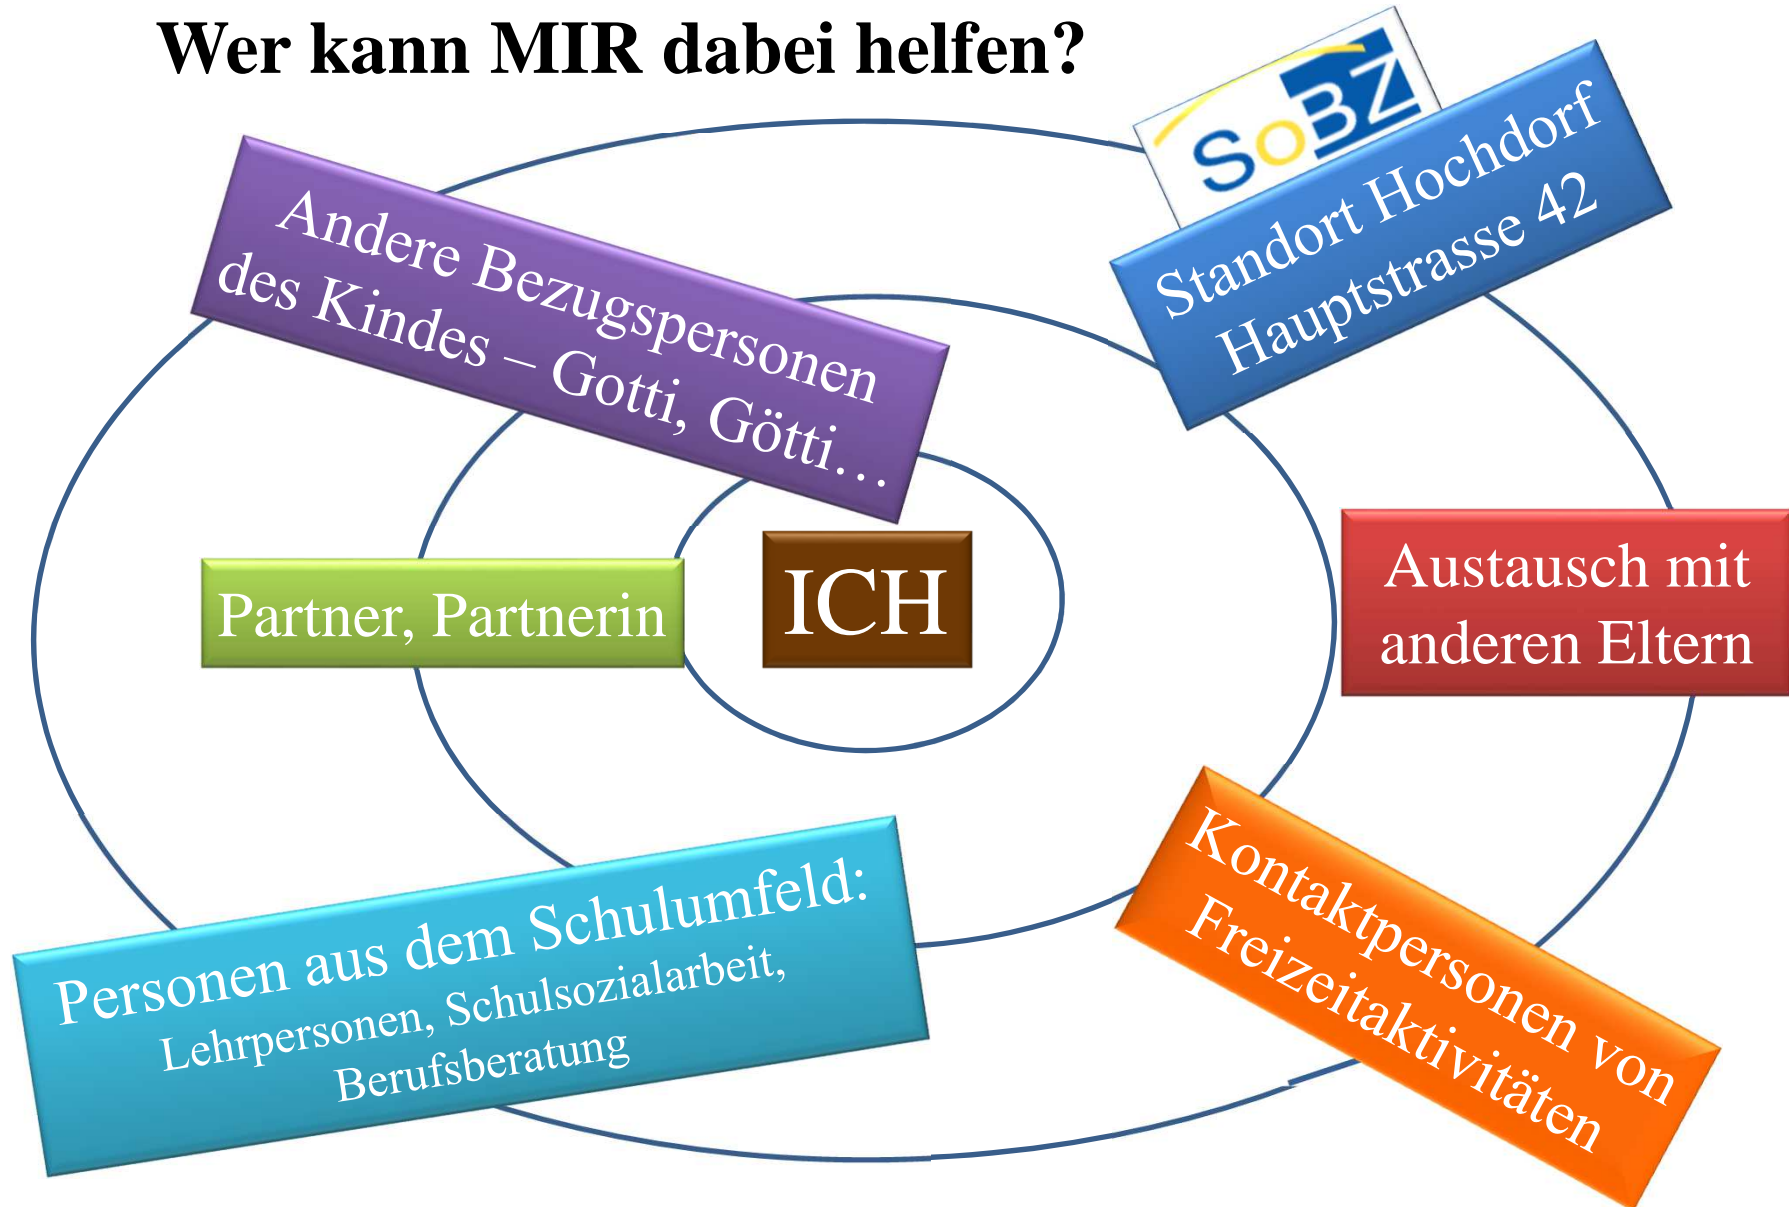 Wer kann MIR dabei helfen?
SoBZ
Standort Hochdorf
Hauptstrasse 42
Andere Bezugspersonen
des Kindes – Gotti, Götti…
Partner, Partnerin
ICH
Austausch mit
anderen Eltern
Personen aus dem Schulumfeld:
Lehrpersonen, Schulsozialarbeit,
Berufsberatung
Kontaktpersonen von
Freizeitaktivitäten